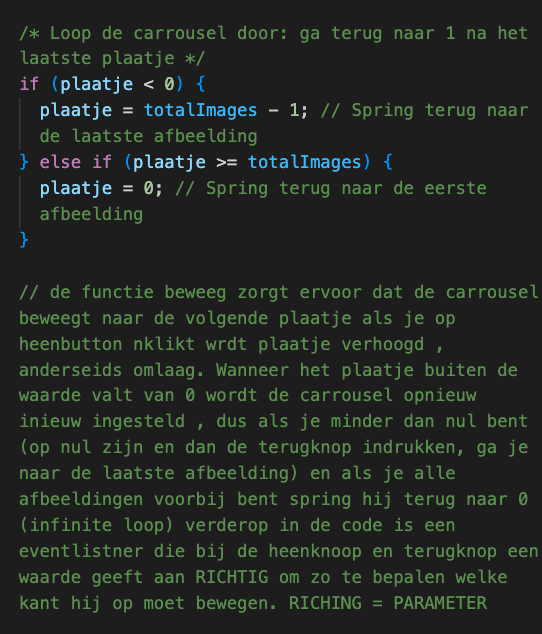 /* Loop de carrousel door: ga terug naar 1 na het
laatste plaatje */
if (plaatje < 0) {
plaatje = totalImages - 1; // Spring terug naar
de laatste afbeelding
} else if (plaatje >= totalImages) {
plaatje = 0; // Spring terug naar de eerste
afbeelding
}
// de functie beweeg zorgt ervoor dat de carrousel
beweegt naar de volgende plaatje als je op
heenbutton nklikt wrdt plaatje verhoogd ,
anderseids omlaag. Wanneer het plaatje buiten de
waarde valt van 0 wordt de carrousel opnieuw
inieuw ingesteld , dus als je minder dan nul bent
(op nul zijn en dan de terugknop indrukken, ga je
naar de laatste afbeelding) en als je alle
afbeeldingen voorbij bent spring hij terug naar 0
(infinite loop) verderop in de code is een
eventlistner die bij de heenknoop en terugknop een
waarde geeft aan RICHTIG om zo te bepalen welke
kant hij op moet bewegen. RICHING = PARAMETER